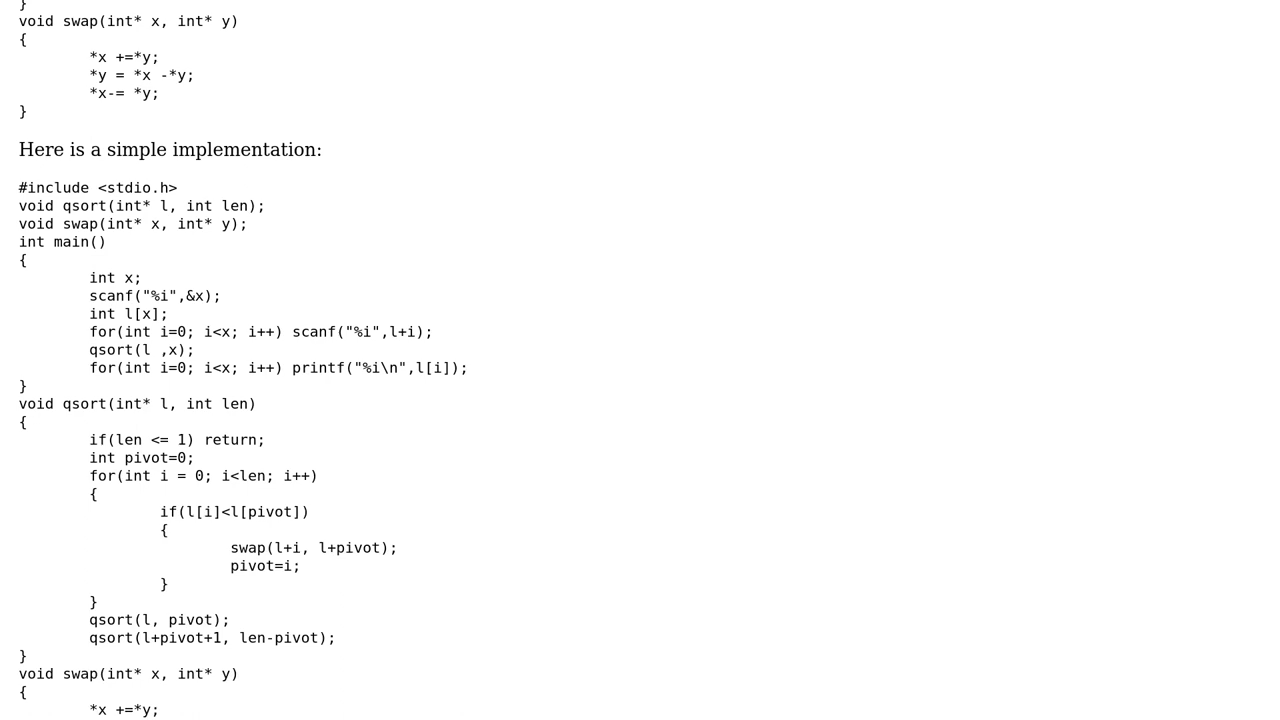 }
void swap(int* x, int* y)
{
        *x +=*y;
        *y = *x -*y;
        *x-= *y;
}
Here is a simple implementation:
#include <stdio.h>
void qsort(int* l, int len);
void swap(int* x, int* y);
int main()
{
        int x;
        scanf("%i",&x);
        int l[x];
        for(int i=0; i<x; i++) scanf("%i",l+i);
        qsort(l ,x);
        for(int i=0; i<x; i++) printf("%i\n",l[i]);
}
void qsort(int* l, int len)
{
        if(len <= 1) return;
        int pivot=0;
        for(int i = 0; i<len; i++)
        {
                if(l[i]<l[pivot])
                {
                        swap(l+i, l+pivot);
                        pivot=i;
                }
        }
        qsort(l, pivot);
        qsort(l+pivot+1, len-pivot);
}
void swap(int* x, int* y)
{
        *x +=*y;